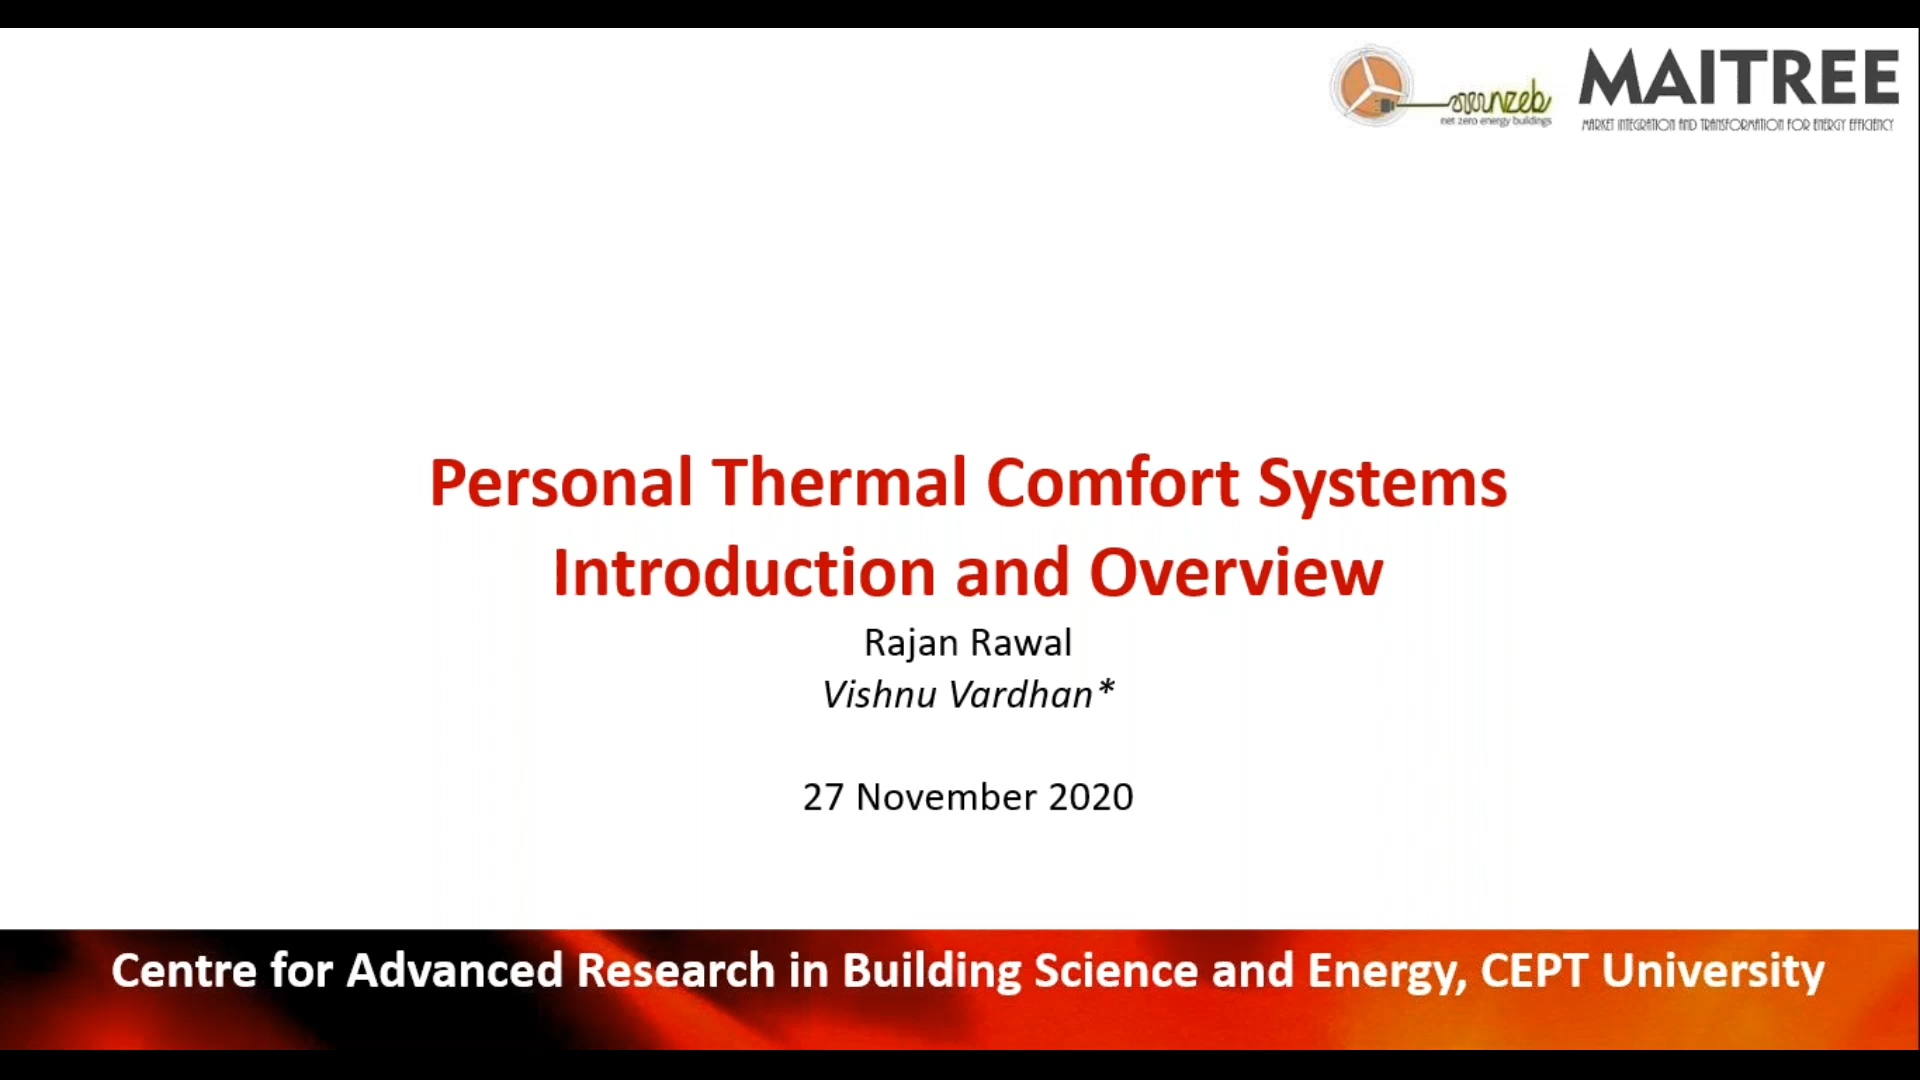 nzeb
net zero energy buildings
MAITREE
MARKET INTEGRATION AND TRANSFORMATION FOR ENERGY EFFICIENCY
Personal Thermal Comfort Systems
Introduction and Overview
Rajan Rawal
Vishnu Vardhan*
27 November 2020
Centre for Advanced Research in Building Science and Energy, CEPT University